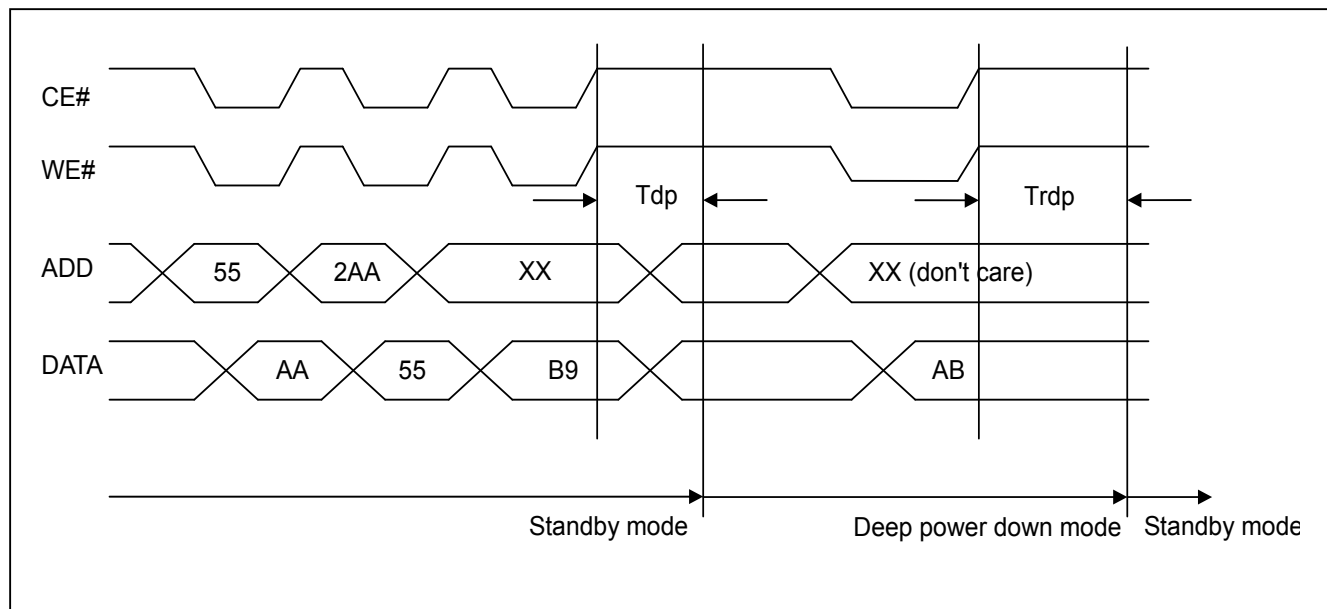 CE#
WE#
Tdp
Trdp
ADD
55
2AA
XX
XX (don't care)
DATA
AA
55
B9
AB
Standby mode
Deep power down mode
Standby mode